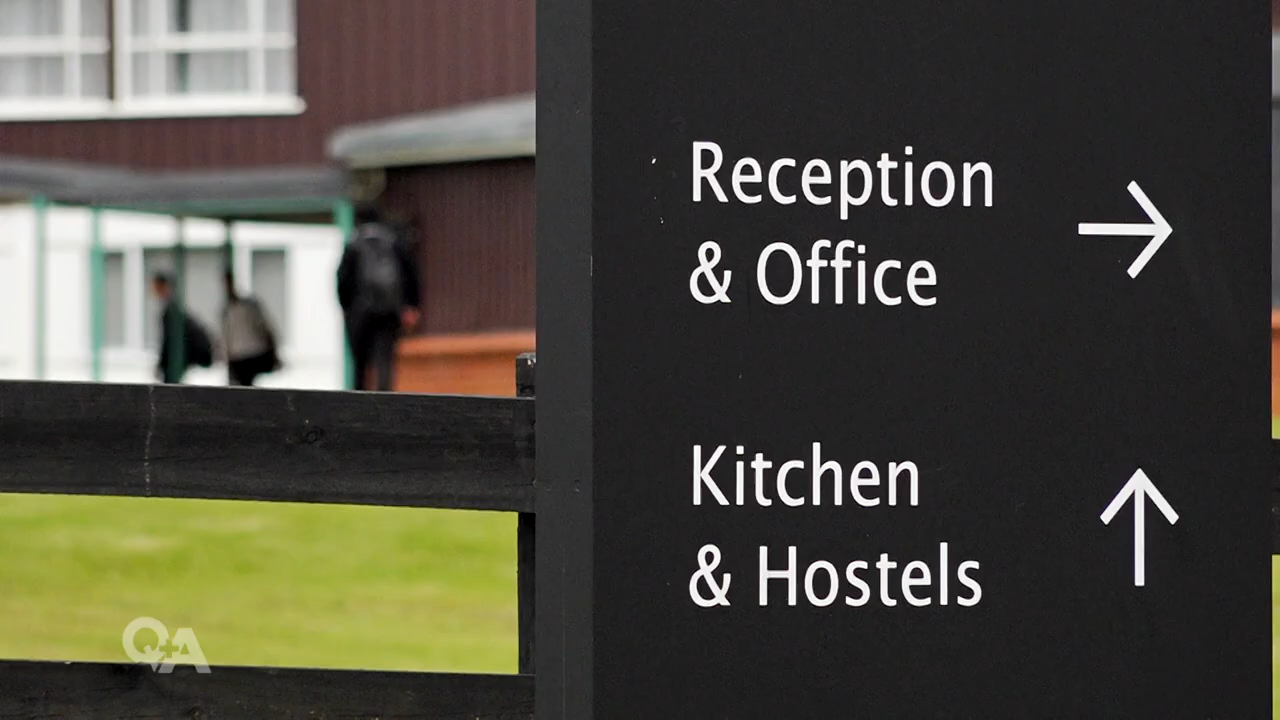 Reception
& Office
Kitchen
& Hostels
Q+A